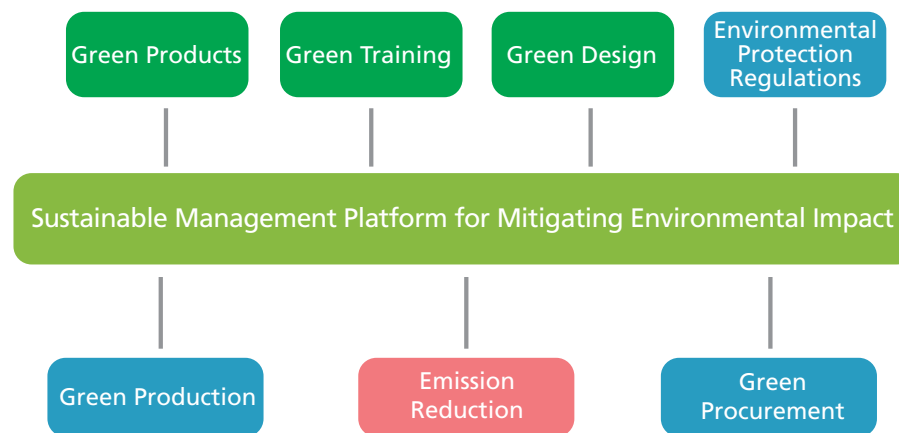 Green Products
Green Training
Green Design
Environmental
Protection
Regulations
Sustainable Management Platform for Mitigating Environmental Impact
Green Production
Emission
Reduction
Green
Procurement